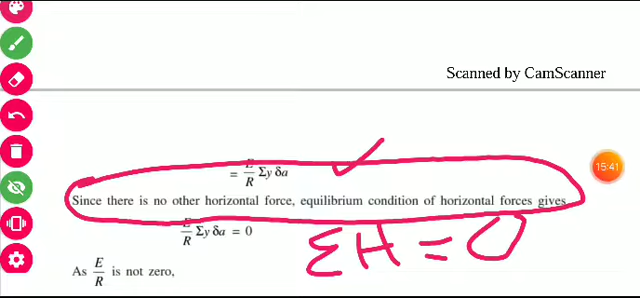 Scanned by CamScanner
= E/R Σy δa
15:41
Since there is no other horizontal force, equilibrium condition of horizontal forces gives
E/R Σy δa = 0
ΣH = 0
As E/R is not zero,